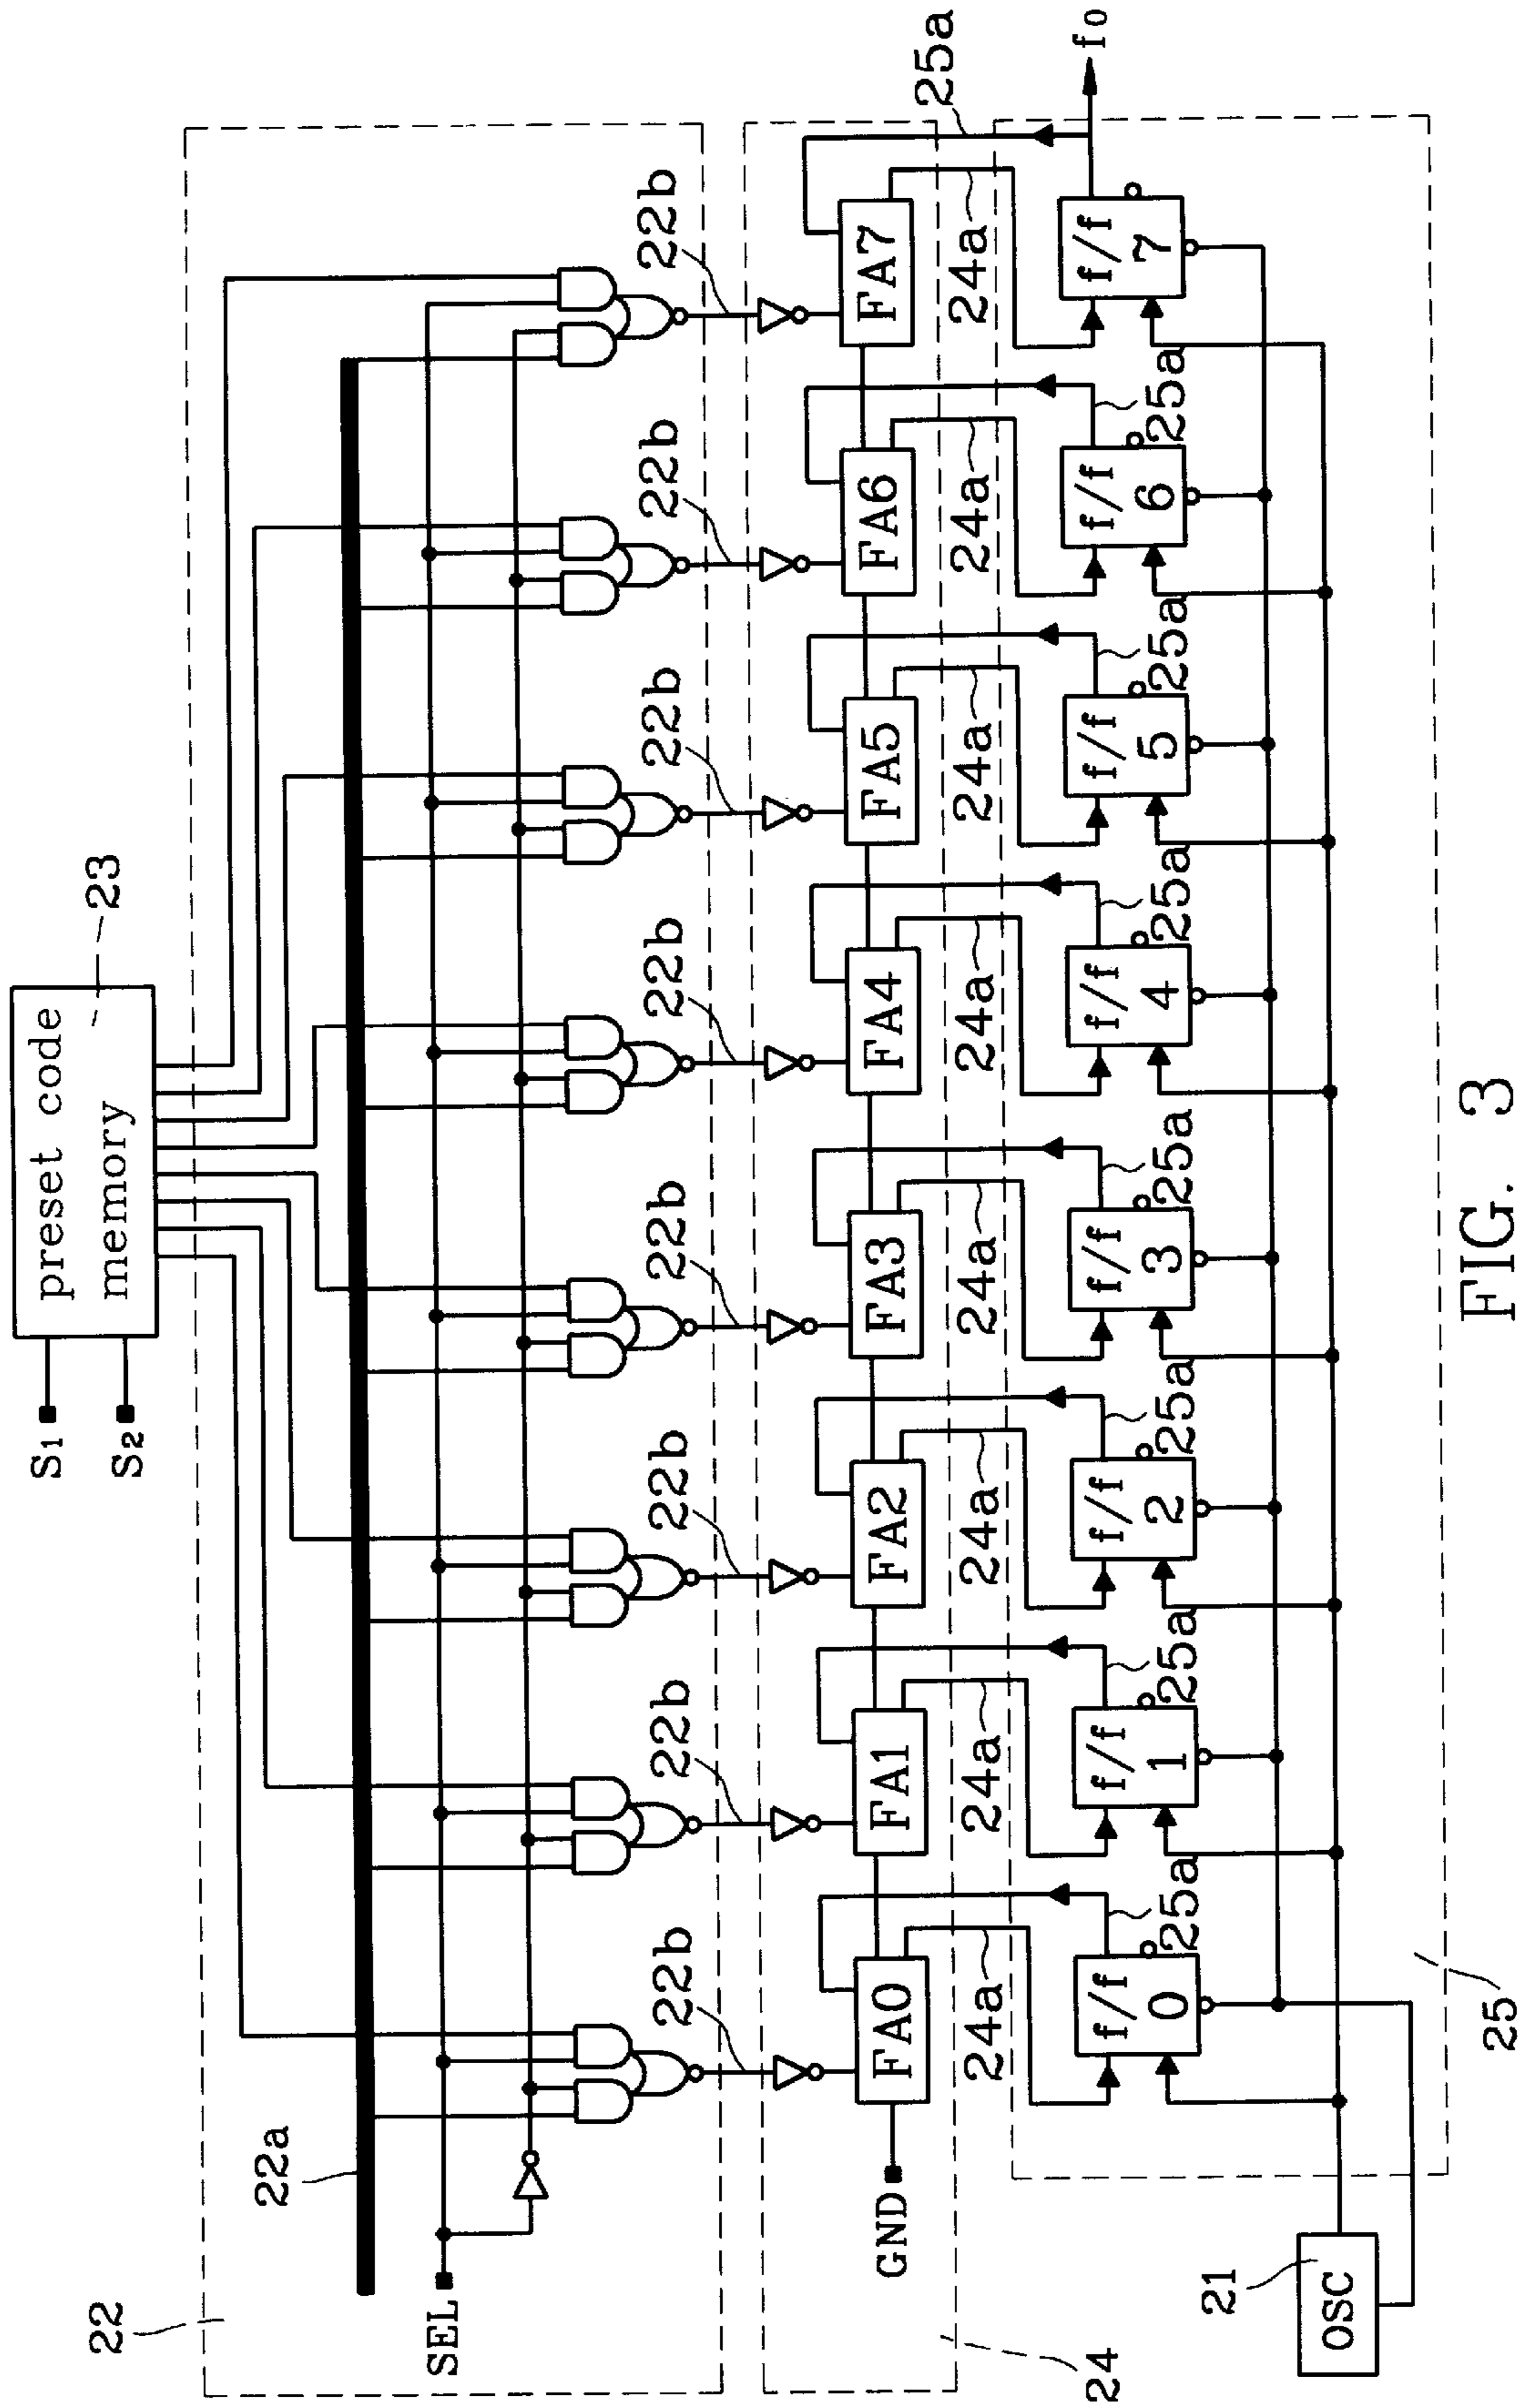 preset code
memory
23
S1
S2
22
22a
SEL
22b
22b
22b
22b
22b
22b
22b
22b
GND
FA0
FA1
FA2
FA3
FA4
FA5
FA6
FA7
24
24a
24a
24a
24a
24a
24a
24a
24a
25a
25a
25a
25a
25a
25a
25a
25a
f0
f/f
0
f/f
1
f/f
2
f/f
3
f/f
4
f/f
5
f/f
6
f/f
7
21
OSC
25
FIG. 3